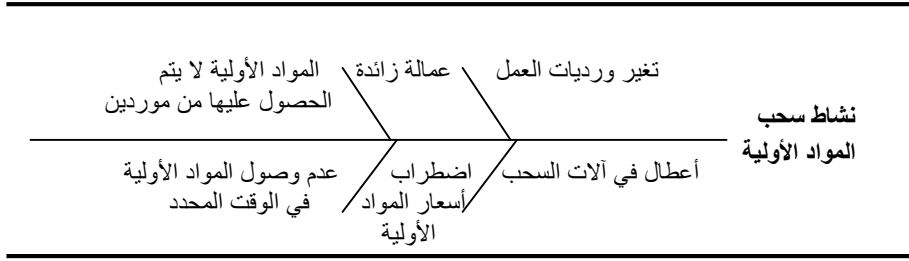 تغير ورديات العمل
عمالة زائدة
المواد الأولية لا يتم
الحصول عليها من موردين
نشاط سحب
المواد الأولية
أعطال في آلات السحب
اضطراب
أسعار المواد
الأولية
عدم وصول المواد الأولية
في الوقت المحدد